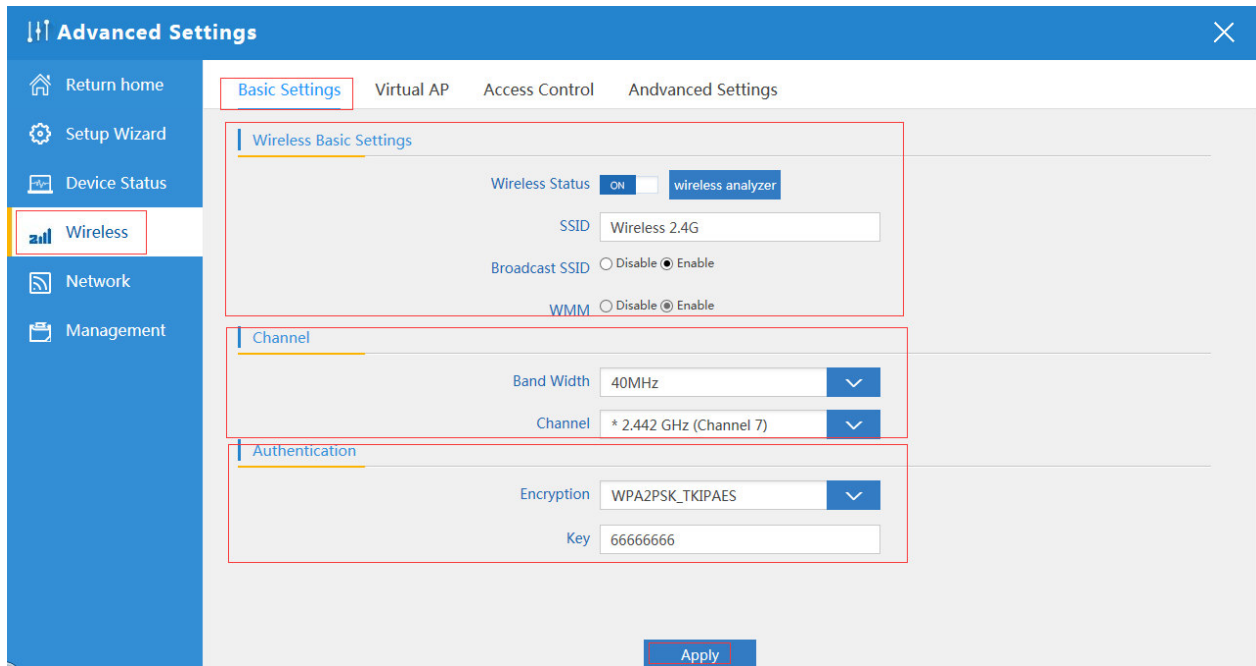 Advanced Settings
Return home
Setup Wizard
Device Status
Wireless
Network
Management
Basic Settings Virtual AP Access Control Andvanced Settings
Wireless Basic Settings
Wireless Status ON wireless analyzer
SSID Wireless 2.4G
Broadcast SSID Disable Enable
WMM Disable Enable
Channel
Band Width 40MHz
Channel * 2.442 GHz (Channel 7)
Authentication
Encryption WPA2PSK_TKIPAES
Key 66666666
Apply